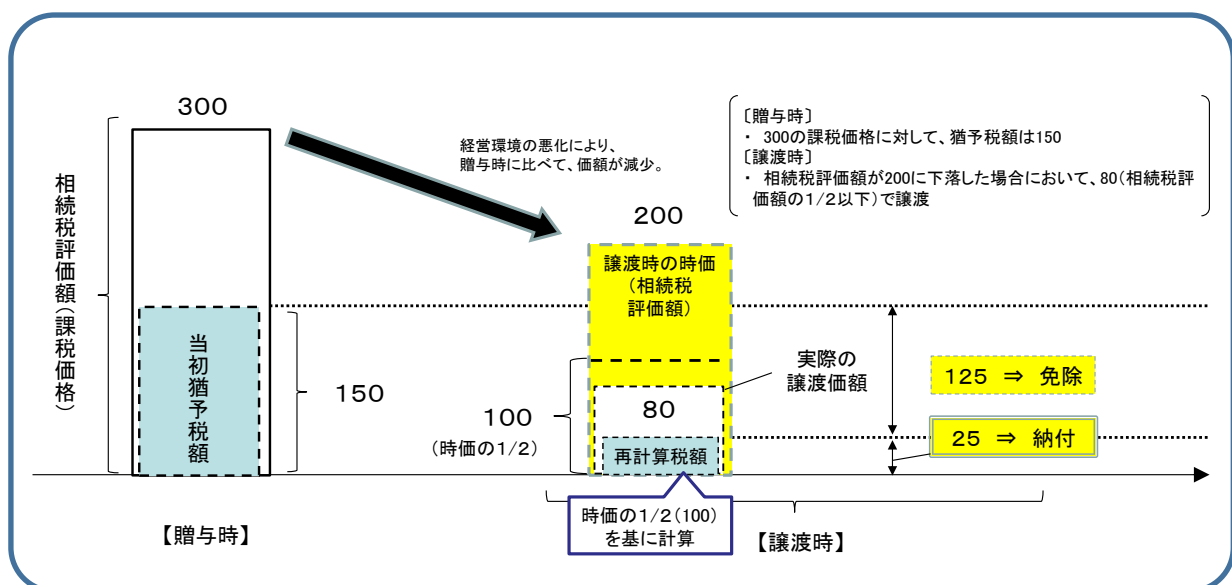 300
相続税評価額(課税価格)
当初猶予税額
150
【贈与時】
経営環境の悪化により、
贈与時に比べて、価額が減少。
〔贈与時〕
・ 300の課税価格に対して、猶予税額は150
〔譲渡時〕
・ 相続税評価額が200に下落した場合において、80(相続税評
価額の1/2以下)で譲渡
200
譲渡時の時価
(相続税
評価額)
100
(時価の1/2)
80
再計算税額
実際の
譲渡価額
125 ⇒ 免除
25 ⇒ 納付
時価の1/2(100)
を基に計算
【譲渡時】